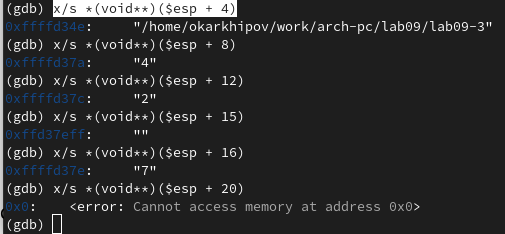 (gdb) x/s *(void**)($esp + 4)
0xffffd34e: "/home/okarkhipov/work/arch-pc/lab09/lab09-3"
(gdb) x/s *(void**)($esp + 8)
0xffffd37a: "4"
(gdb) x/s *(void**)($esp + 12)
0xffffd37c: "2"
(gdb) x/s *(void**)($esp + 15)
0xffd37eff: ""
(gdb) x/s *(void**)($esp + 16)
0xffffd37e: "7"
(gdb) x/s *(void**)($esp + 20)
0x0: <error: Cannot access memory at address 0x0>
(gdb)